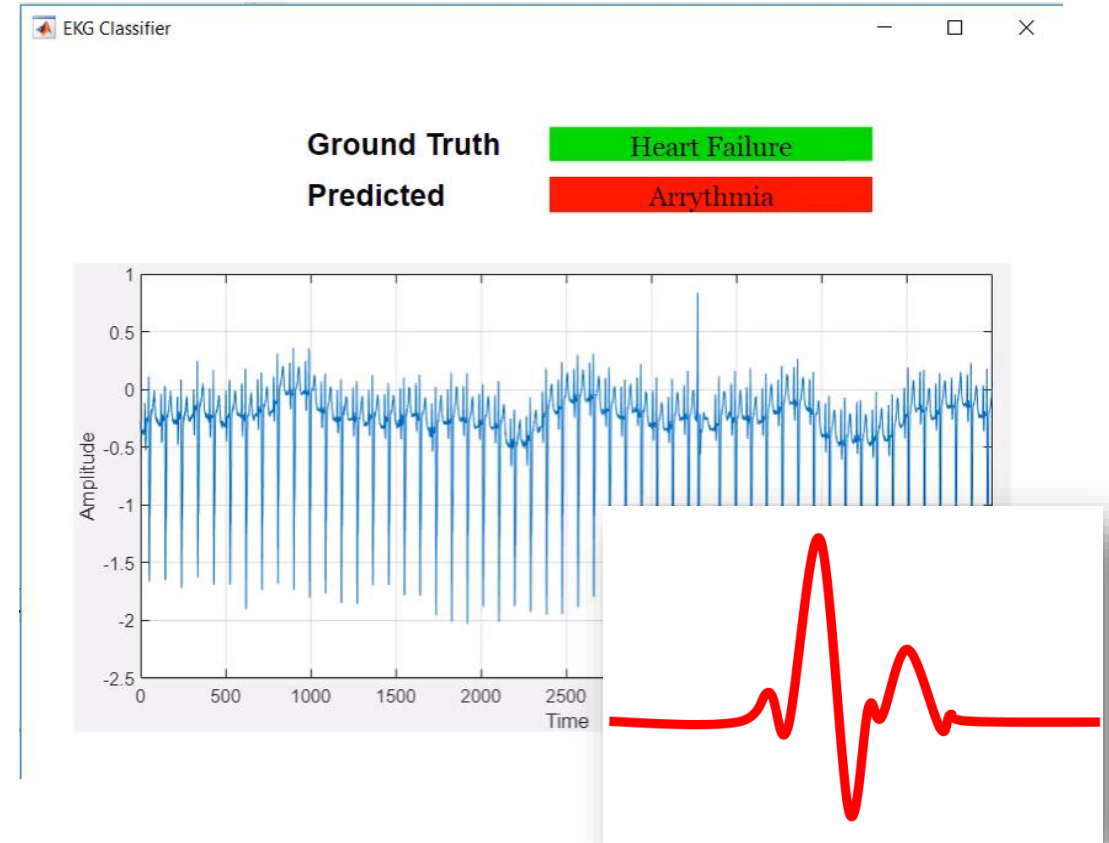 EKG Classifier
Ground Truth Heart Failure
Predicted Arrythmia
1
0.5
0
-0.5
-1
-1.5
-2
-2.5
Amplitude
0 500 1000 1500 2000 2500
Time